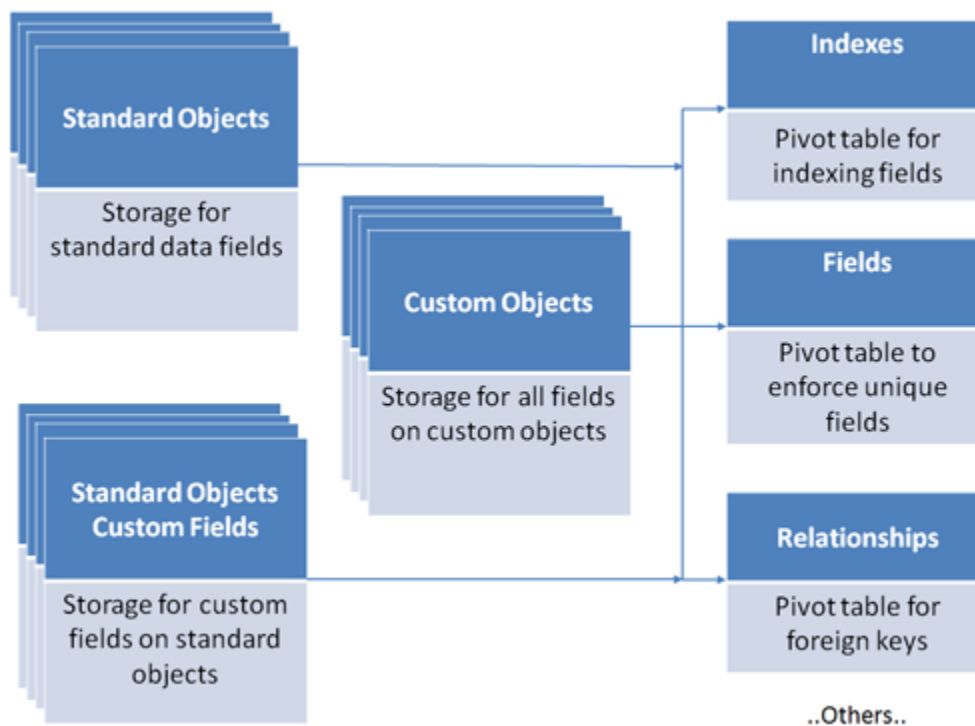 Standard Objects
Storage for
standard data fields
Custom Objects
Storage for all fields
on custom objects
Standard Objects
Custom Fields
Storage for custom
fields on standard
objects
Indexes
Pivot table for
indexing fields
Fields
Pivot table to
enforce unique
fields
Relationships
Pivot table for
foreign keys
..Others..